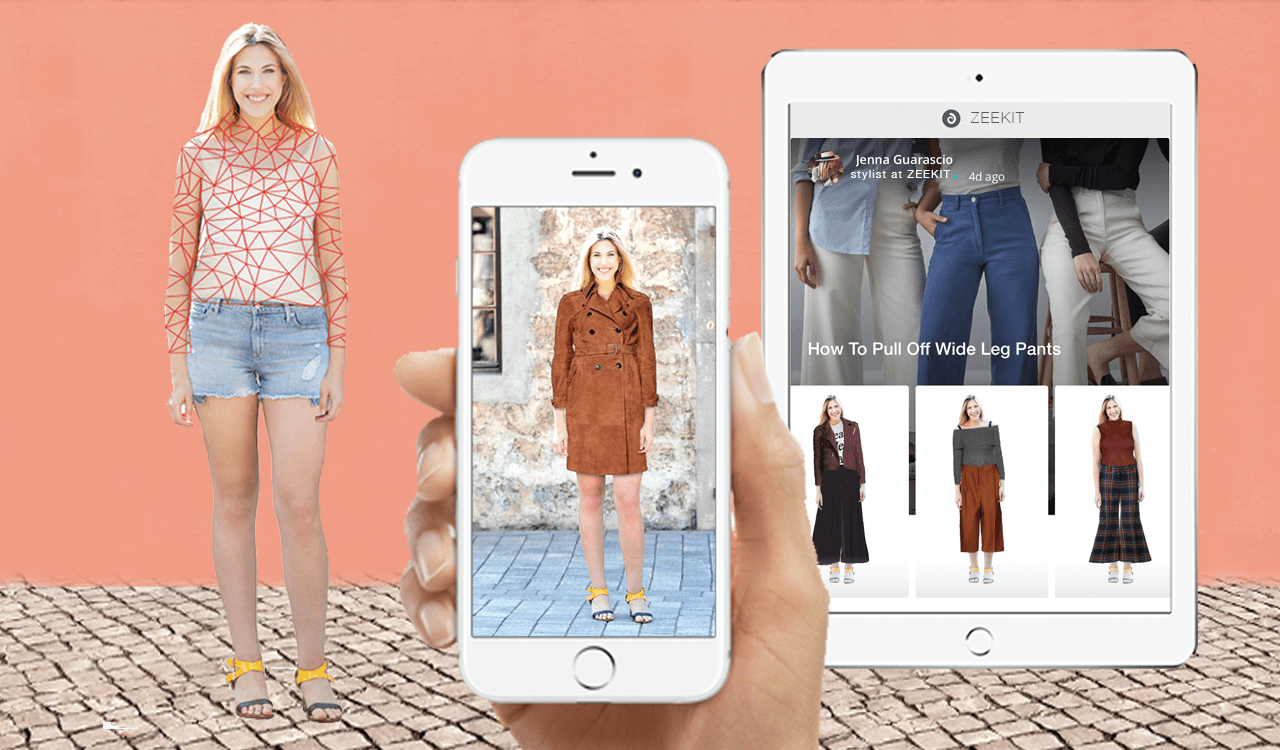 ZEEKIT
Jenna Guarascio
stylist at ZEEKIT
4d ago
How To Pull Off Wide Leg Pants